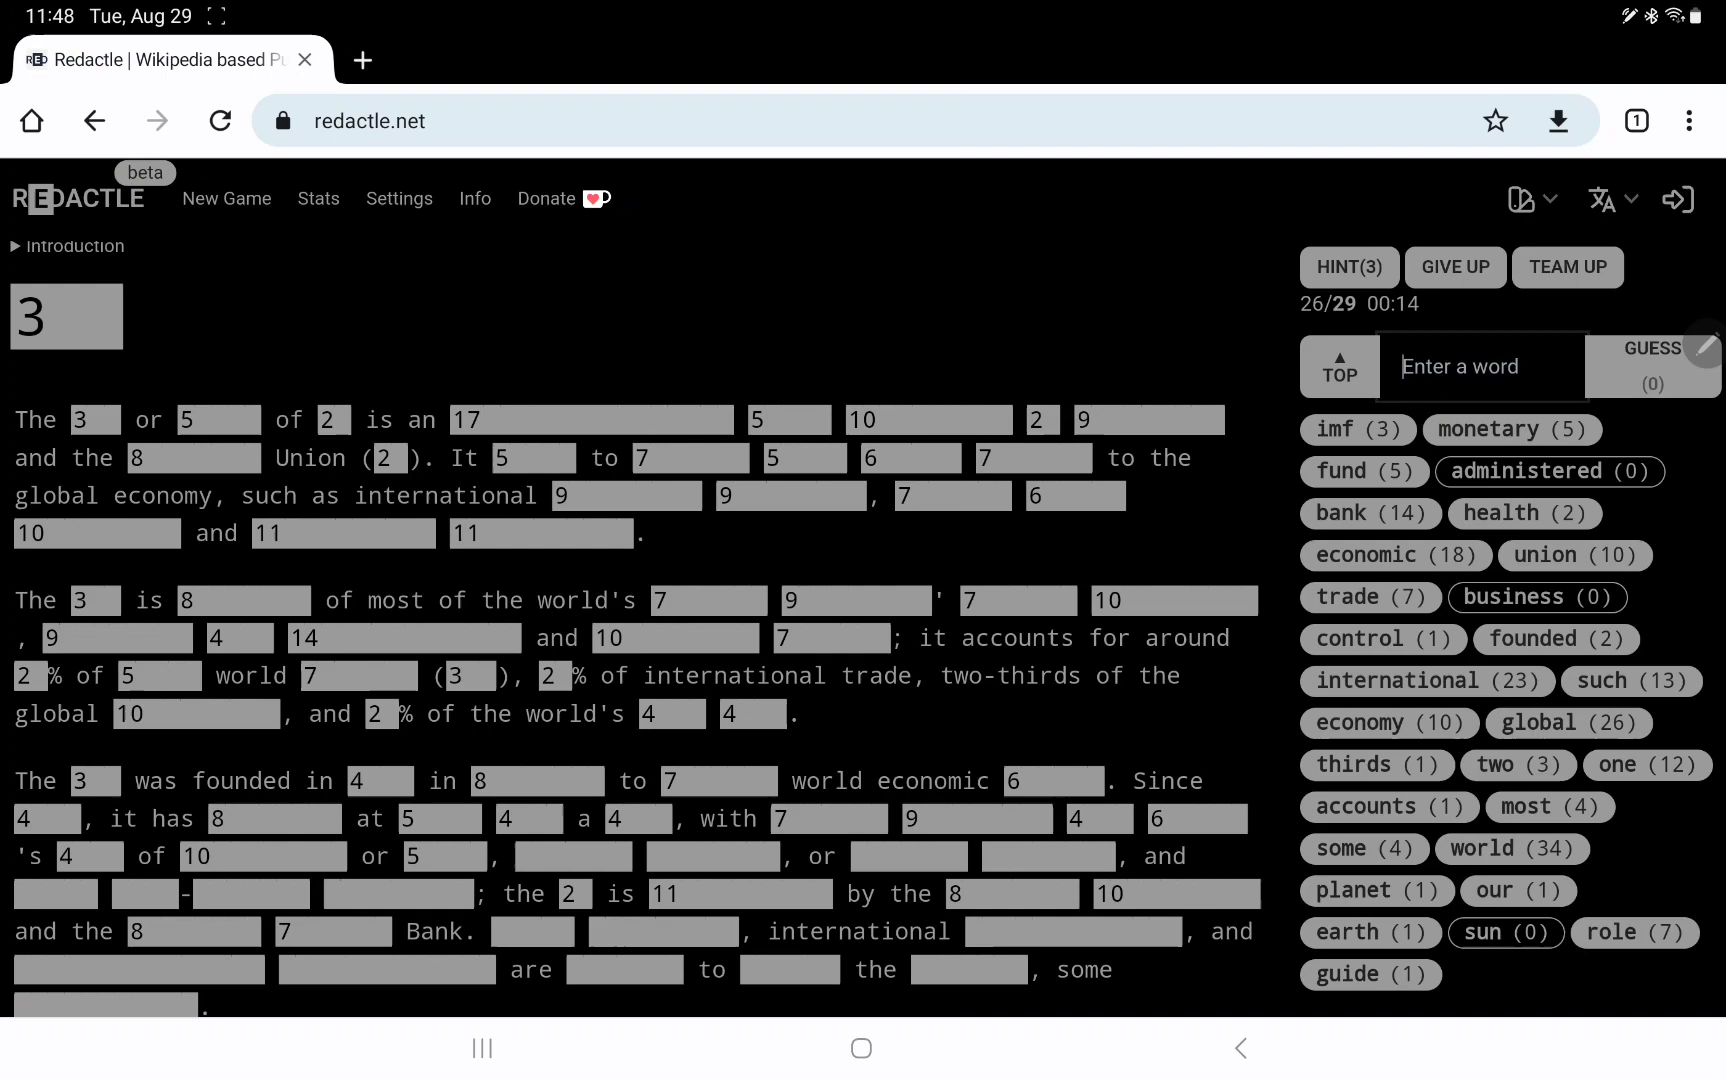 11:48 Tue, Aug 29
RED Redactle | Wikipedia based Pu
redactle.net
1
beta
REDACTLE New Game Stats Settings Info Donate
Introduction
3
The 3 or 5 of 2 is an 17 5 10 2 9
and the 8 Union (2 ). It 5 to 7 5 6 7 to the
global economy, such as international 9 9 , 7 6
10 and 11 11 .
The 3 is 8 of most of the world's 7 9 ' 7 10
, 9 4 14 and 10 7 ; it accounts for around
2 % of 5 world 7 (3 ), 2 % of international trade, two-thirds of the
global 10 , and 2 % of the world's 4 4 .
The 3 was founded in 4 in 8 to 7 world economic 6 . Since
4 , it has 8 at 5 4 a 4 , with 7 9 4 6
's 4 of 10 or 5 , , or , and
- ; the 2 is 11 by the 8 10
and the 8 7 Bank. , international , and
are to the , some
.
HINT(3) GIVE UP TEAM UP
26/29 00:14
▲ TOP Enter a word GUESS (0)
imf (3) monetary (5)
fund (5) administered (0)
bank (14) health (2)
economic (18) union (10)
trade (7) business (0)
control (1) founded (2)
international (23) such (13)
economy (10) global (26)
thirds (1) two (3) one (12)
accounts (1) most (4)
some (4) world (34)
planet (1) our (1)
earth (1) sun (0) role (7)
guide (1)